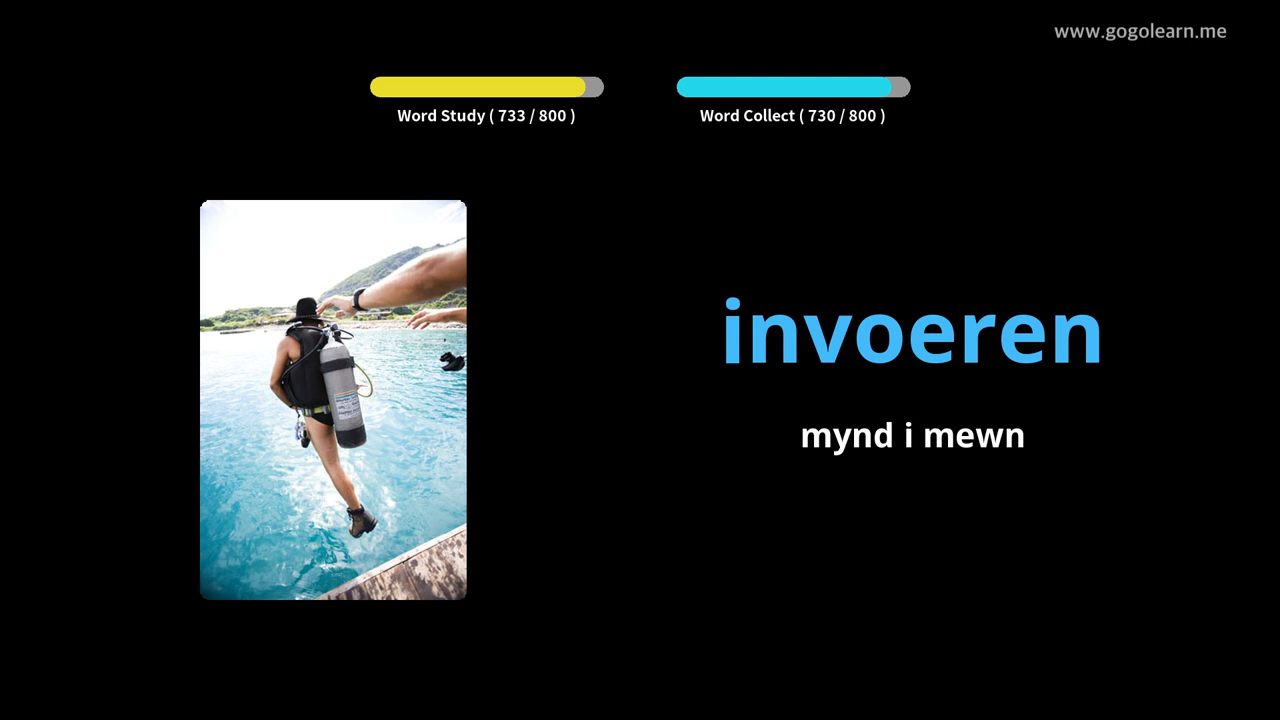 www.gogolearn.me
Word Study ( 733 / 800 )
Word Collect ( 730 / 800 )
invoeren
mynd i mewn